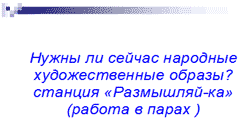 Нужны ли сейчас народные
художественные образы?
станция «Размышляй-ка»
(работа в парах )